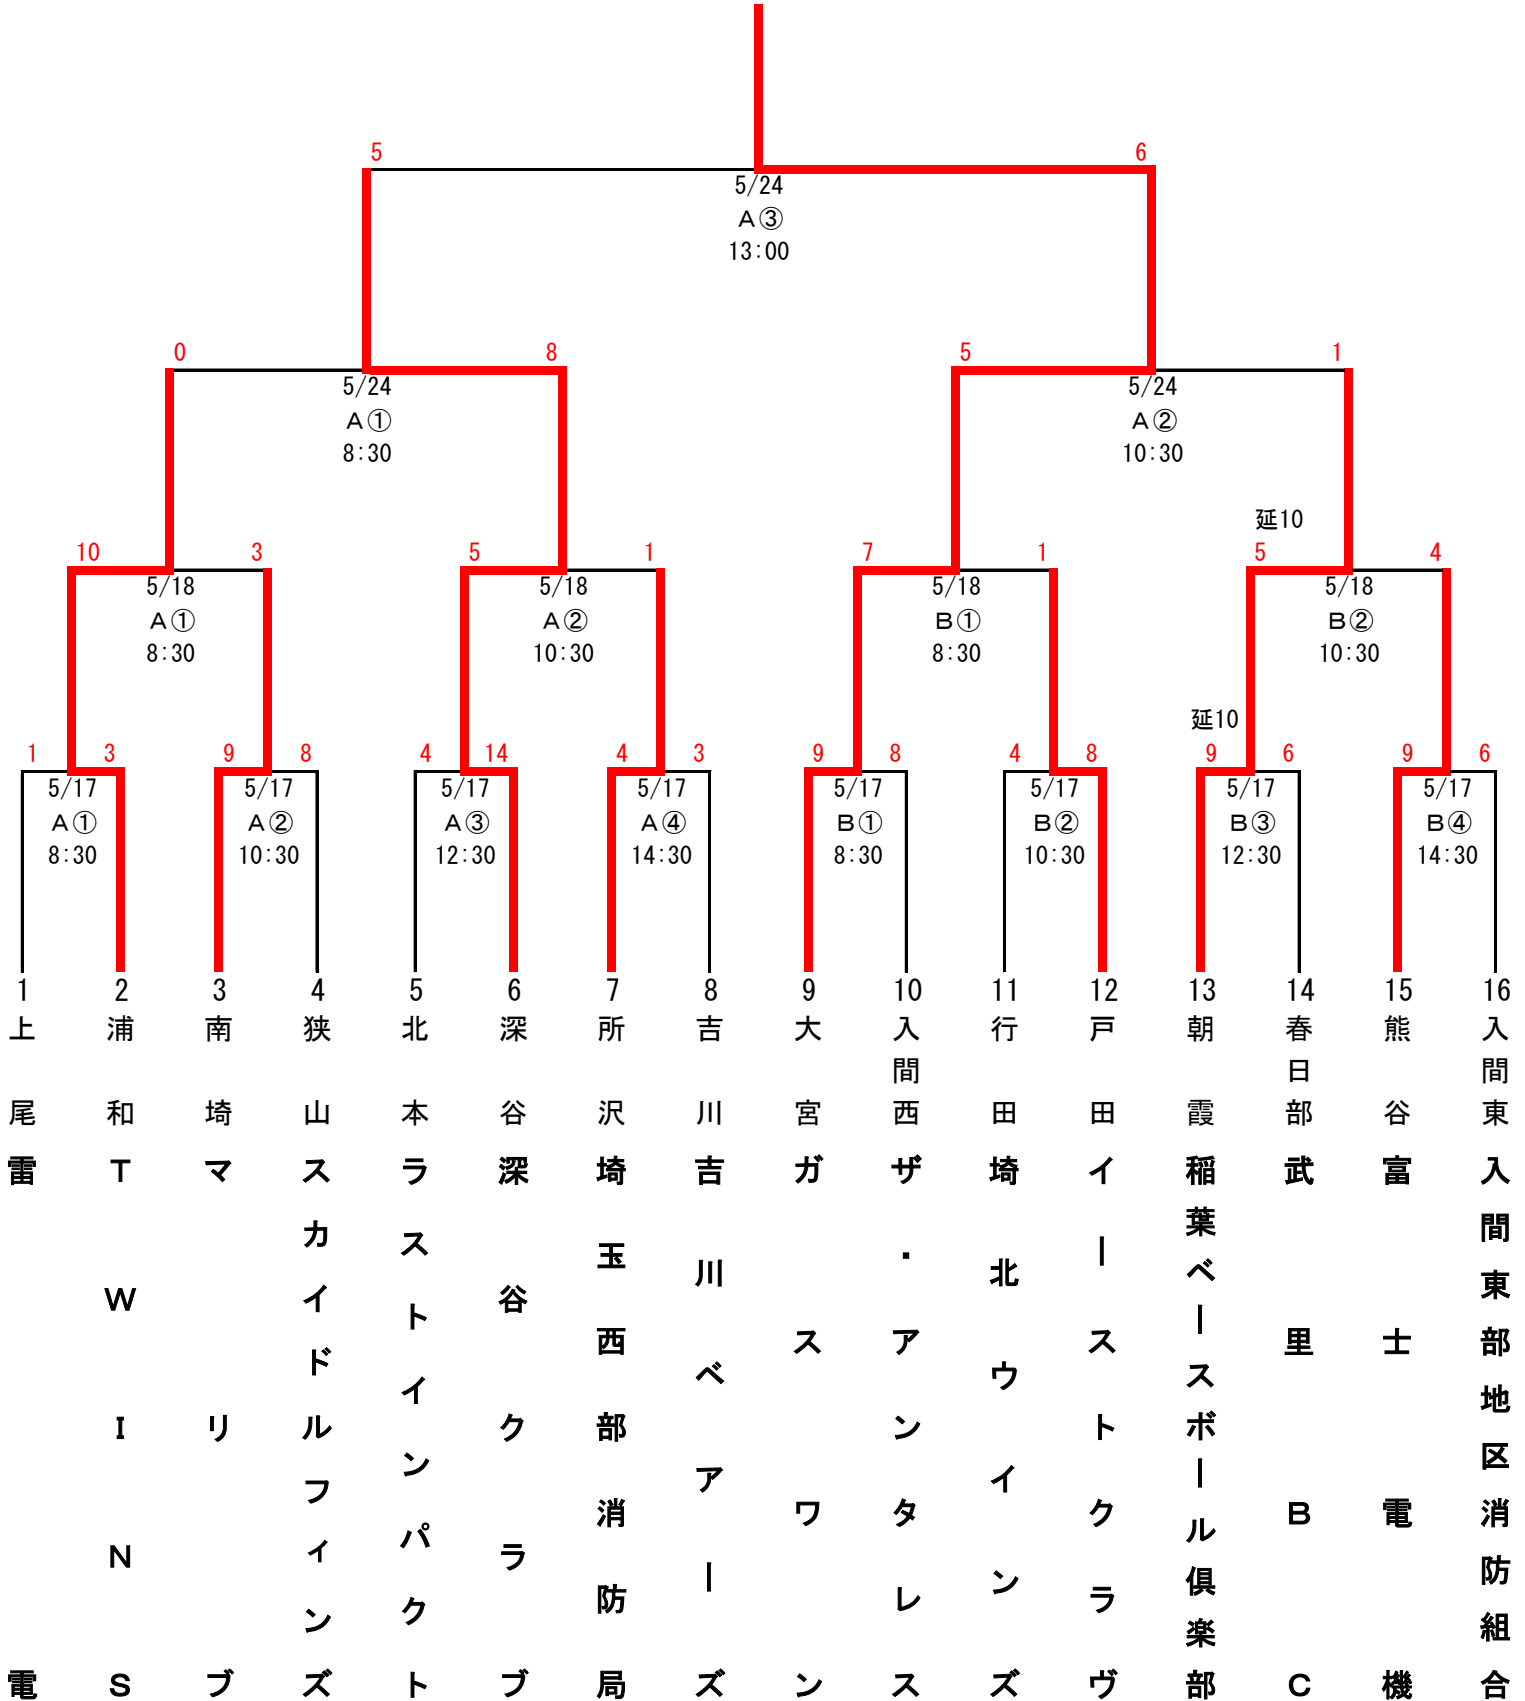 5 6
5/24
A③
13:00
0 8 5 1
5/24 5/24
A① A②
8:30 10:30
延10
10 3 5 1 7 1 5 4
5/18 5/18 5/18 5/18
A① A② B① B②
8:30 10:30 8:30 10:30
延10
1 3 9 8 4 14 4 3 9 8 4 8 9 6 9 6
5/17 5/17 5/17 5/17 5/17 5/17 5/17 5/17
A① A② A③ A④ B① B② B③ B④
8:30 10:30 12:30 14:30 8:30 10:30 12:30 14:30
1 2 3 4 5 6 7 8 9 10 11 12 13 14 15 16
上尾
雷電
浦和
TWINS
南埼
マリブ
狭山
スカイドルフィンズ
北本
ラストインパクト
深谷
深谷クラブ
所沢
埼玉西部消防局
吉川
吉川ベアーズ
大宮
ガスワン
入間西
ザ・アンタレス
行田
埼北ウインズ
戸田
イーストクラヴ
朝霞
稲葉ベースボール倶楽部
春日部
武里BC
熊谷
富士電機
入間東
入間東部地区消防組合